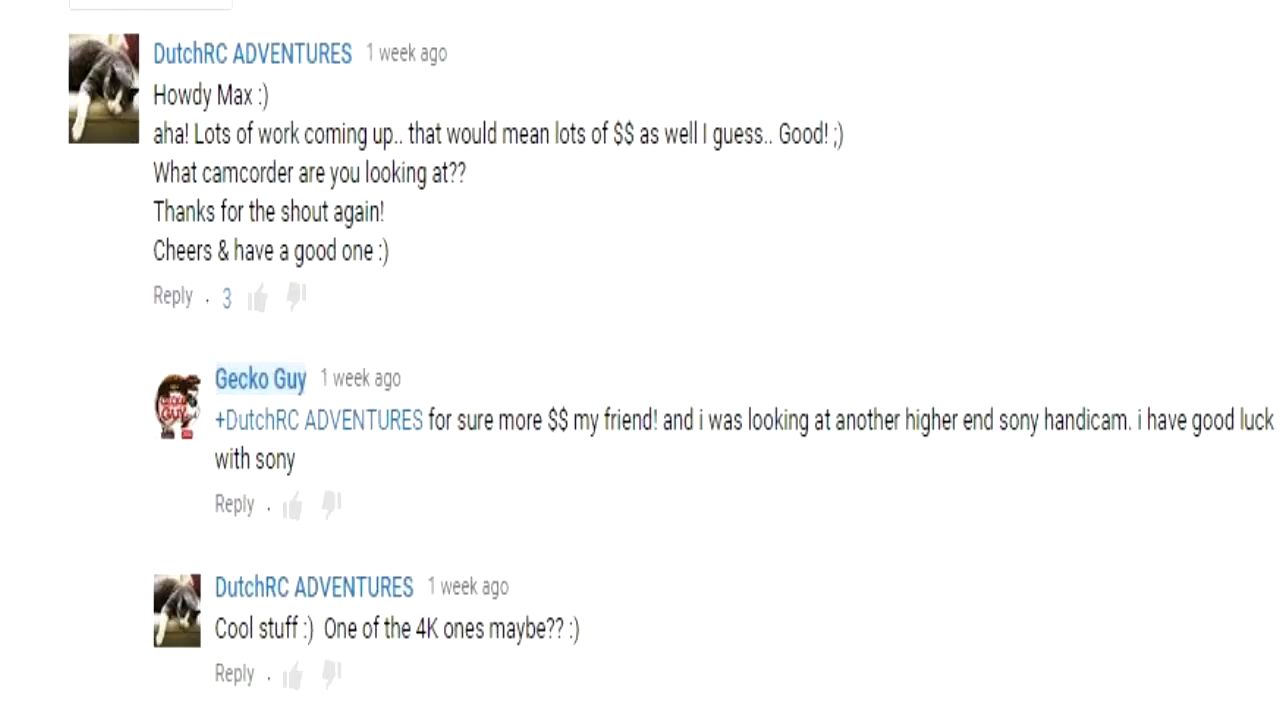 DutchRC ADVENTURES 1 week ago
Howdy Max :)
aha! Lots of work coming up.. that would mean lots of $$ as well I guess.. Good! ;)
What camcorder are you looking at??
Thanks for the shout again!
Cheers & have a good one :)
Reply . 3
Gecko Guy 1 week ago
GECKO
GUY
+DutchRC ADVENTURES for sure more $$ my friend! and i was looking at another higher end sony handicam. i have good luck
with sony
Reply .
DutchRC ADVENTURES 1 week ago
Cool stuff :)  One of the 4K ones maybe?? :)
Reply .